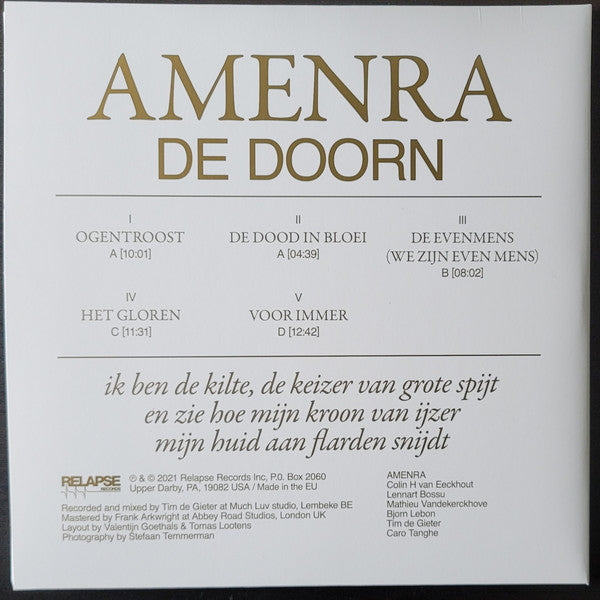 AMENRA
DE DOORN
I
OGENTROOST
A [10:01]
II
DE DOOD IN BLOEI
A [04:39]
III
DE EVENMENS
(WE ZIJN EVEN MENS)
B [08:02]
IV
HET GLOREN
C [11:31]
V
VOOR IMMER
D [12:42]
ik ben de kilte, de keizer van grote spijt
en zie hoe mijn kroon van ijzer
mijn huid aan flarden snijdt
RELAPSE
RECORDS
℗ & © 2021 Relapse Records Inc, P.O. Box 2060
Upper Darby, PA, 19082 USA / Made in the EU
Recorded and mixed by Tim de Gieter at Much Luv studio, Lembeke BE
Mastered by Frank Arkwright at Abbey Road Studios, London UK
Layout by Valentijn Goethals & Tomas Lootens
Photography by Stefaan Temmerman
AMENRA
Colin H van Eeckhout
Lennart Bossu
Mathieu Vandekerckhove
Bjorn Lebon
Tim de Gieter
Caro Tanghe